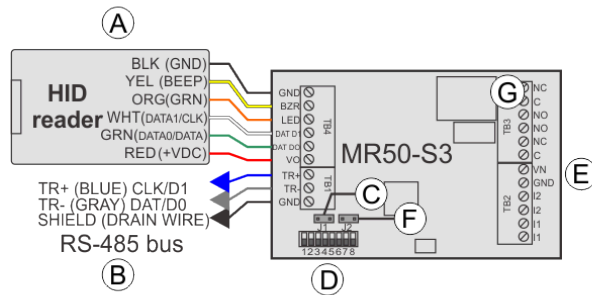 A
BLK (GND)
YEL (BEEP)
ORG(GRN)
WHT(DATA1/CLK)
GRN(DATA0/DATA)
RED(+VDC)
HID
reader
TR+ (BLUE) CLK/D1
TR- (GRAY) DAT/D0
SHIELD (DRAIN WIRE)
RS-485 bus
B
GND
BZR
LED
DAT D1
DAT D0
VO
TR+
TR-
GND
TB4
TB1
MR50-S3
C
F
J1
J2
12345678
D
G
NC
C
NO
NO
NC
C
TB3
VN
GND
I2
I2
I1
I1
TB2
E